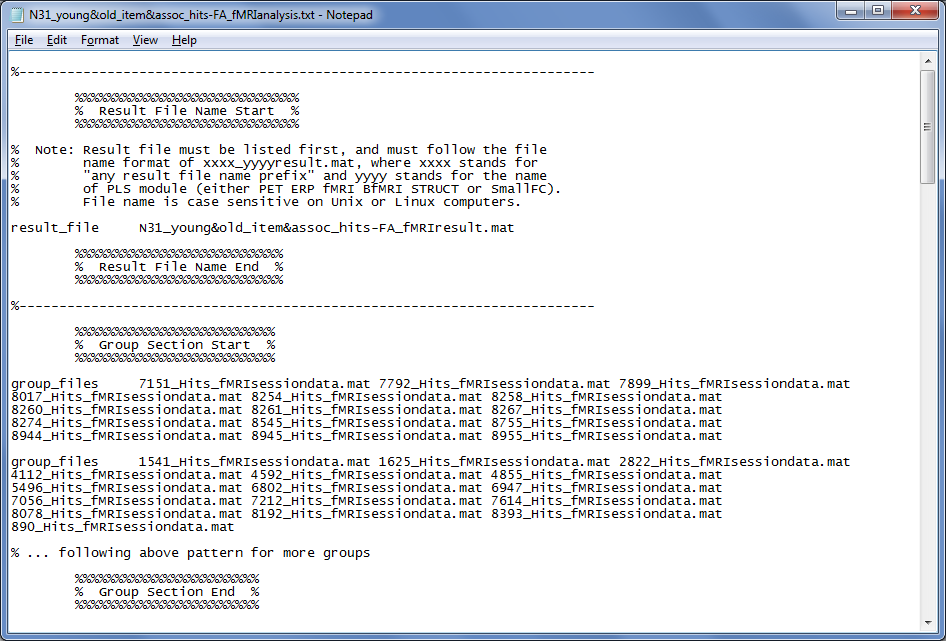 N31_young&old_item&assoc_hits-FA_fMRIanalysis.txt - Notepad
File Edit Format View Help
%------------------------------------------------------------------------
%%%%%%%%%%%%%%%%%%%%%%%%%%%%
%  Result File Name Start  %
%%%%%%%%%%%%%%%%%%%%%%%%%%%%
%  Note: Result file must be listed first, and must follow the file
%        name format of xxxx_yyyyresult.mat, where xxxx stands for
%        "any result file name prefix" and yyyy stands for the name
%        of PLS module (either PET ERP fMRI BfMRI STRUCT or SmallFC).
%        File name is case sensitive on Unix or Linux computers.
result_file     N31_young&old_item&assoc_hits-FA_fMRIresult.mat
%%%%%%%%%%%%%%%%%%%%%%%%%%
%  Result File Name End  %
%%%%%%%%%%%%%%%%%%%%%%%%%%
%------------------------------------------------------------------------
%%%%%%%%%%%%%%%%%%%%%%%%%
%  Group Section Start  %
%%%%%%%%%%%%%%%%%%%%%%%%%
group_files     7151_Hits_fMRIsessiondata.mat 7792_Hits_fMRIsessiondata.mat 7899_Hits_fMRIsessiondata.mat
8017_Hits_fMRIsessiondata.mat 8254_Hits_fMRIsessiondata.mat 8258_Hits_fMRIsessiondata.mat
8260_Hits_fMRIsessiondata.mat 8261_Hits_fMRIsessiondata.mat 8267_Hits_fMRIsessiondata.mat
8274_Hits_fMRIsessiondata.mat 8545_Hits_fMRIsessiondata.mat 8755_Hits_fMRIsessiondata.mat
8944_Hits_fMRIsessiondata.mat 8945_Hits_fMRIsessiondata.mat 8955_Hits_fMRIsessiondata.mat
group_files     1541_Hits_fMRIsessiondata.mat 1625_Hits_fMRIsessiondata.mat 2822_Hits_fMRIsessiondata.mat
4112_Hits_fMRIsessiondata.mat 4592_Hits_fMRIsessiondata.mat 4855_Hits_fMRIsessiondata.mat
5496_Hits_fMRIsessiondata.mat 6802_Hits_fMRIsessiondata.mat 6947_Hits_fMRIsessiondata.mat
7056_Hits_fMRIsessiondata.mat 7212_Hits_fMRIsessiondata.mat 7614_Hits_fMRIsessiondata.mat
8078_Hits_fMRIsessiondata.mat 8192_Hits_fMRIsessiondata.mat 8393_Hits_fMRIsessiondata.mat
890_Hits_fMRIsessiondata.mat
% ... following above pattern for more groups
%%%%%%%%%%%%%%%%%%%%%%%
%  Group Section End  %
%%%%%%%%%%%%%%%%%%%%%%%